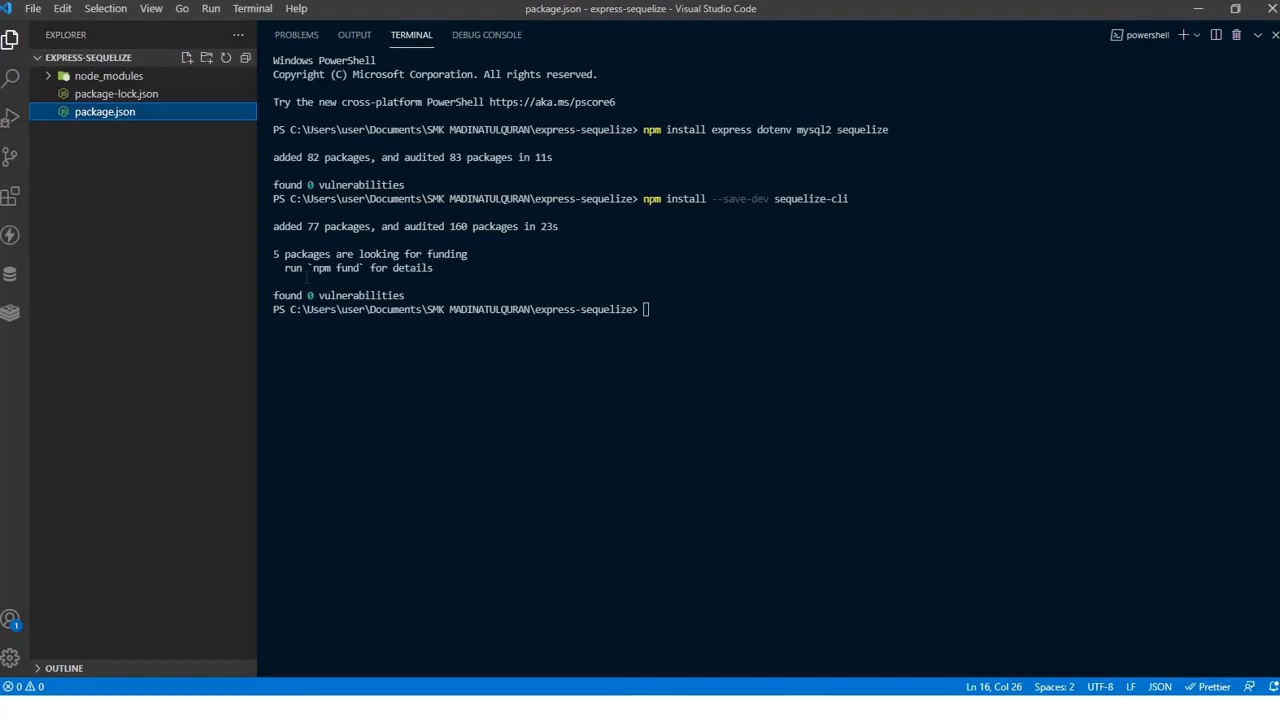 File Edit Selection View Go Run Terminal Help
package.json - express-sequelize - Visual Studio Code
EXPLORER
EXPRESS-SEQUELIZE
node_modules
package-lock.json
package.json
OUTLINE
PROBLEMS OUTPUT TERMINAL DEBUG CONSOLE
powershell
Windows PowerShell
Copyright (C) Microsoft Corporation. All rights reserved.
Try the new cross-platform PowerShell https://aka.ms/pscore6
PS C:\Users\user\Documents\SMK MADINATULQURAN\express-sequelize> npm install express dotenv mysql2 sequelize
added 82 packages, and audited 83 packages in 11s
found 0 vulnerabilities
PS C:\Users\user\Documents\SMK MADINATULQURAN\express-sequelize> npm install --save-dev sequelize-cli
added 77 packages, and audited 160 packages in 23s
5 packages are looking for funding
run `npm fund` for details
found 0 vulnerabilities
PS C:\Users\user\Documents\SMK MADINATULQURAN\express-sequelize>
1
0 0
Ln 16, Col 26 Spaces: 2 UTF-8 LF JSON Prettier